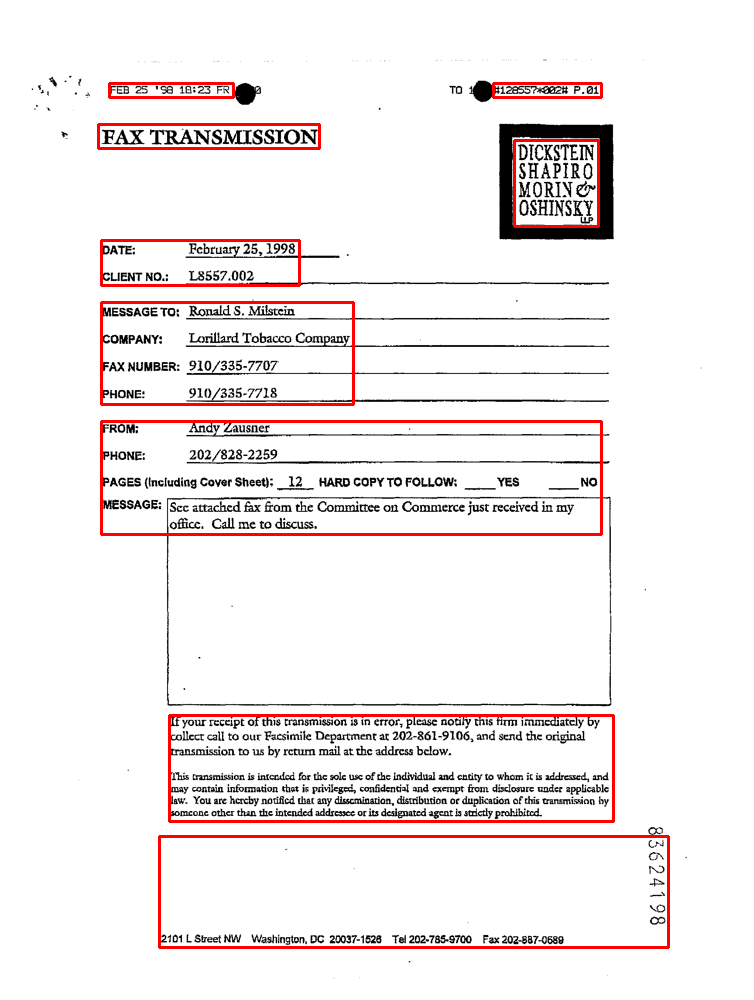 FEB 25 '98 18:23 FR
TO #128557*002# P.01
FAX TRANSMISSION
DICKSTEIN
SHAPIRO
MORIN &
OSHINSKY
LLP
DATE: February 25, 1998
CLIENT NO.: L8557.002
MESSAGE TO: Ronald S. Milstein
COMPANY: Lorillard Tobacco Company
FAX NUMBER: 910/335-7707
PHONE: 910/335-7718
FROM: Andy Zausner
PHONE: 202/828-2259
PAGES (Including Cover Sheet): 12 HARD COPY TO FOLLOW: ____ YES ____ NO
MESSAGE: See attached fax from the Committee on Commerce just received in my
office. Call me to discuss.
If your receipt of this transmission is in error, please notify this firm immediately by
collect call to our Facsimile Department at 202-861-9106, and send the original
transmission to us by return mail at the address below.
This transmission is intended for the sole use of the individual and entity to whom it is addressed, and
may contain information that is privileged, confidential and exempt from disclosure under applicable
law. You are hereby notified that any dissemination, distribution or duplication of this transmission by
someone other than the intended addressee or its designated agent is strictly prohibited.
83624198
2101 L Street NW Washington, DC 20037-1526 Tel 202-785-9700 Fax 202-887-0689